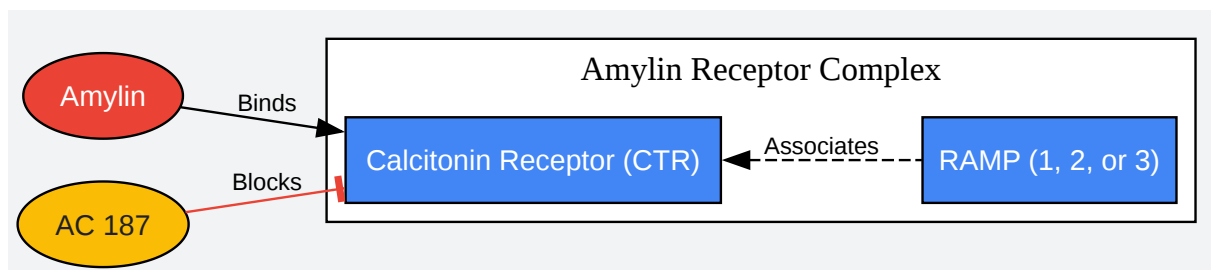 Amylin Receptor Complex
Amylin
Binds
Calcitonin Receptor (CTR)
Associates
RAMP (1, 2, or 3)
Blocks
AC 187